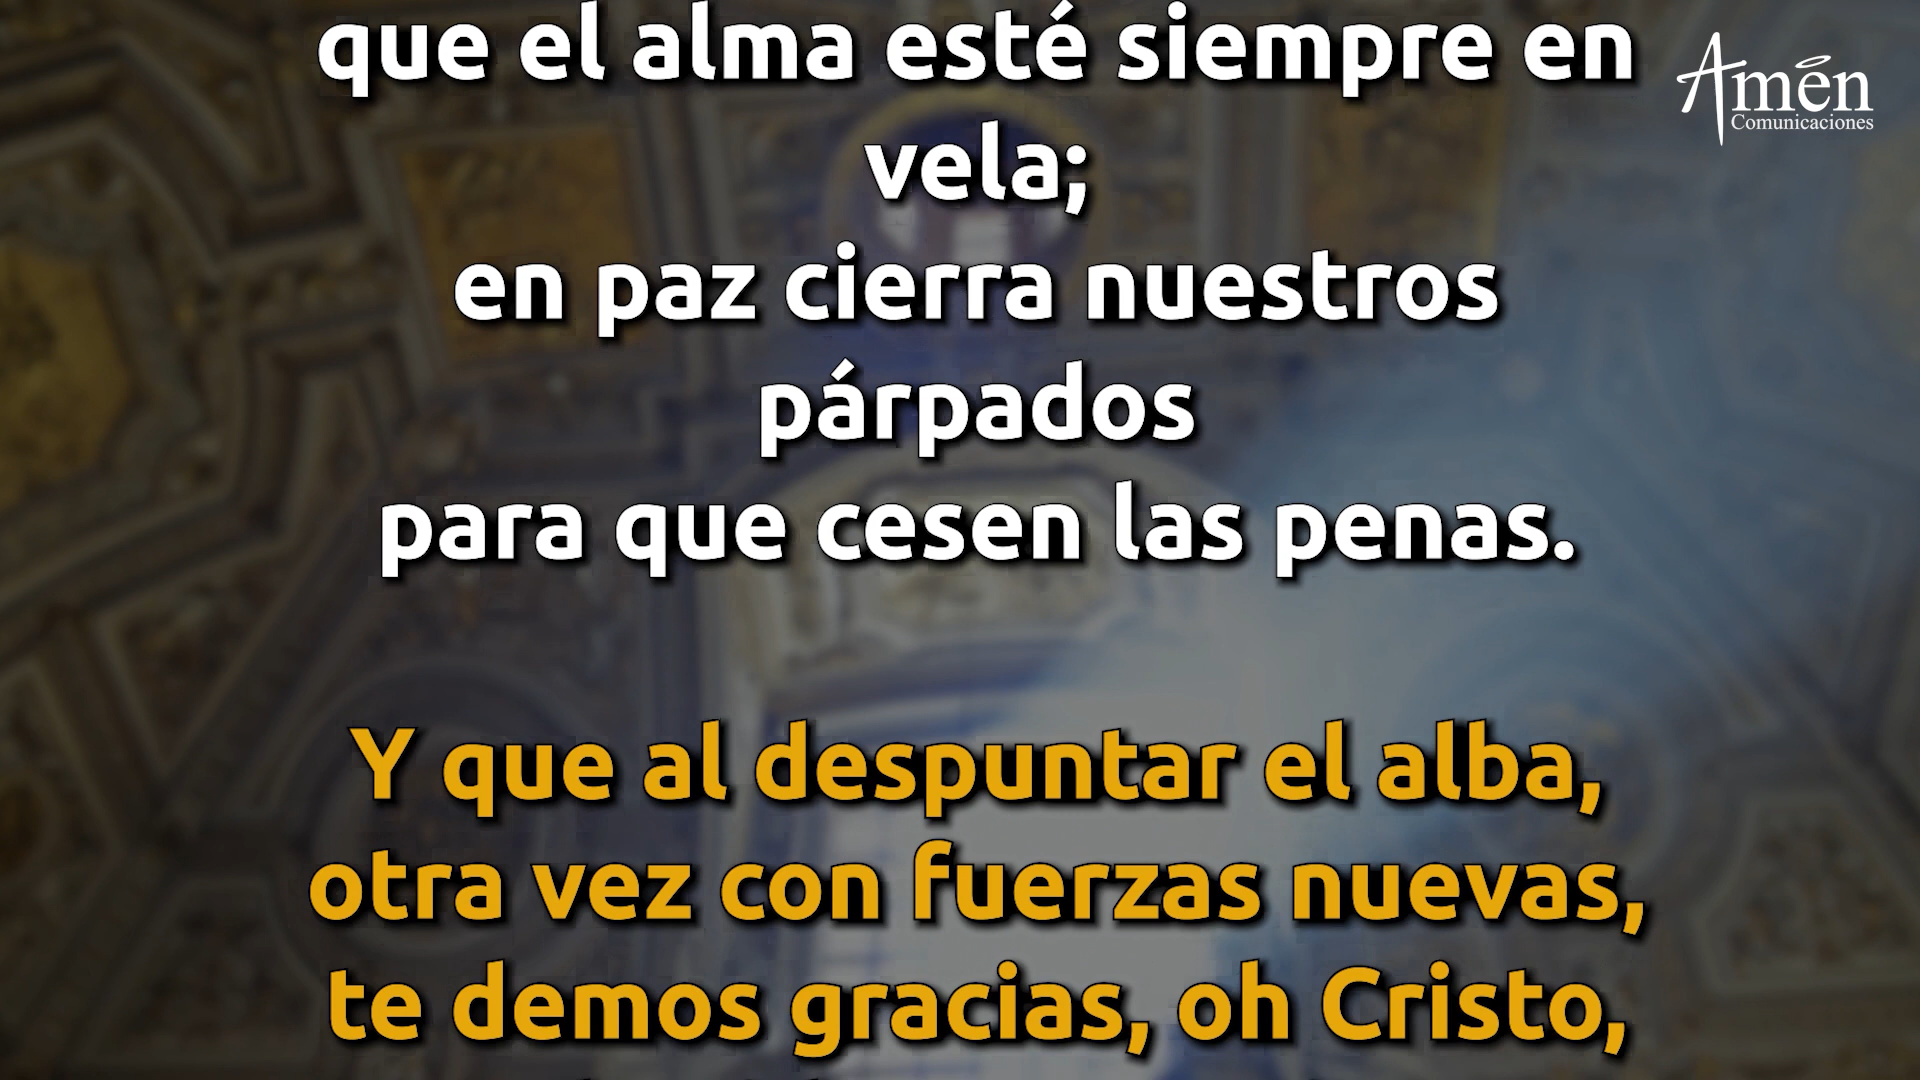 que el alma esté siempre en
vela;
en paz cierra nuestros
párpados
para que cesen las penas.
Y que al despuntar el alba,
otra vez con fuerzas nuevas,
te demos gracias, oh Cristo,
Amén
Comunicaciones